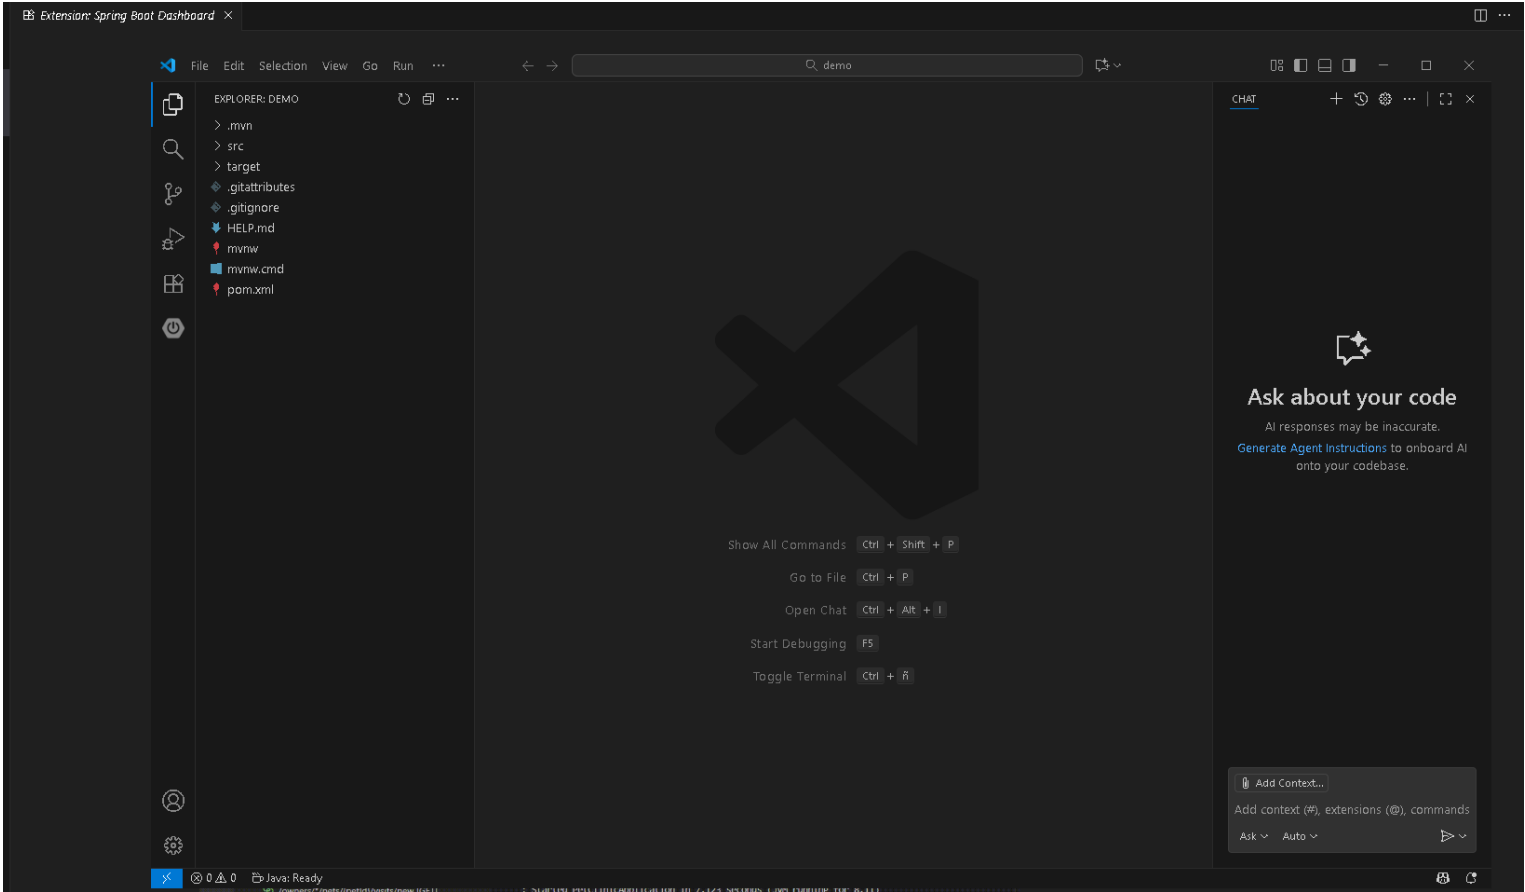 Extension: Spring Boot Dashboard
File Edit Selection View Go Run
demo
EXPLORER: DEMO
CHAT
.mvn
src
target
.gitattributes
.gitignore
HELP.md
mvnw
mvnw.cmd
pom.xml
Ask about your code
AI responses may be inaccurate.
Generate Agent Instructions to onboard AI
onto your codebase.
Show All Commands Ctrl + Shift + P
Go to File Ctrl + P
Open Chat Ctrl + Alt + I
Start Debugging F5
Toggle Terminal Ctrl + ñ
Add Context...
Add context (#), extensions (@), commands
Ask Auto
0 0 Java: Ready